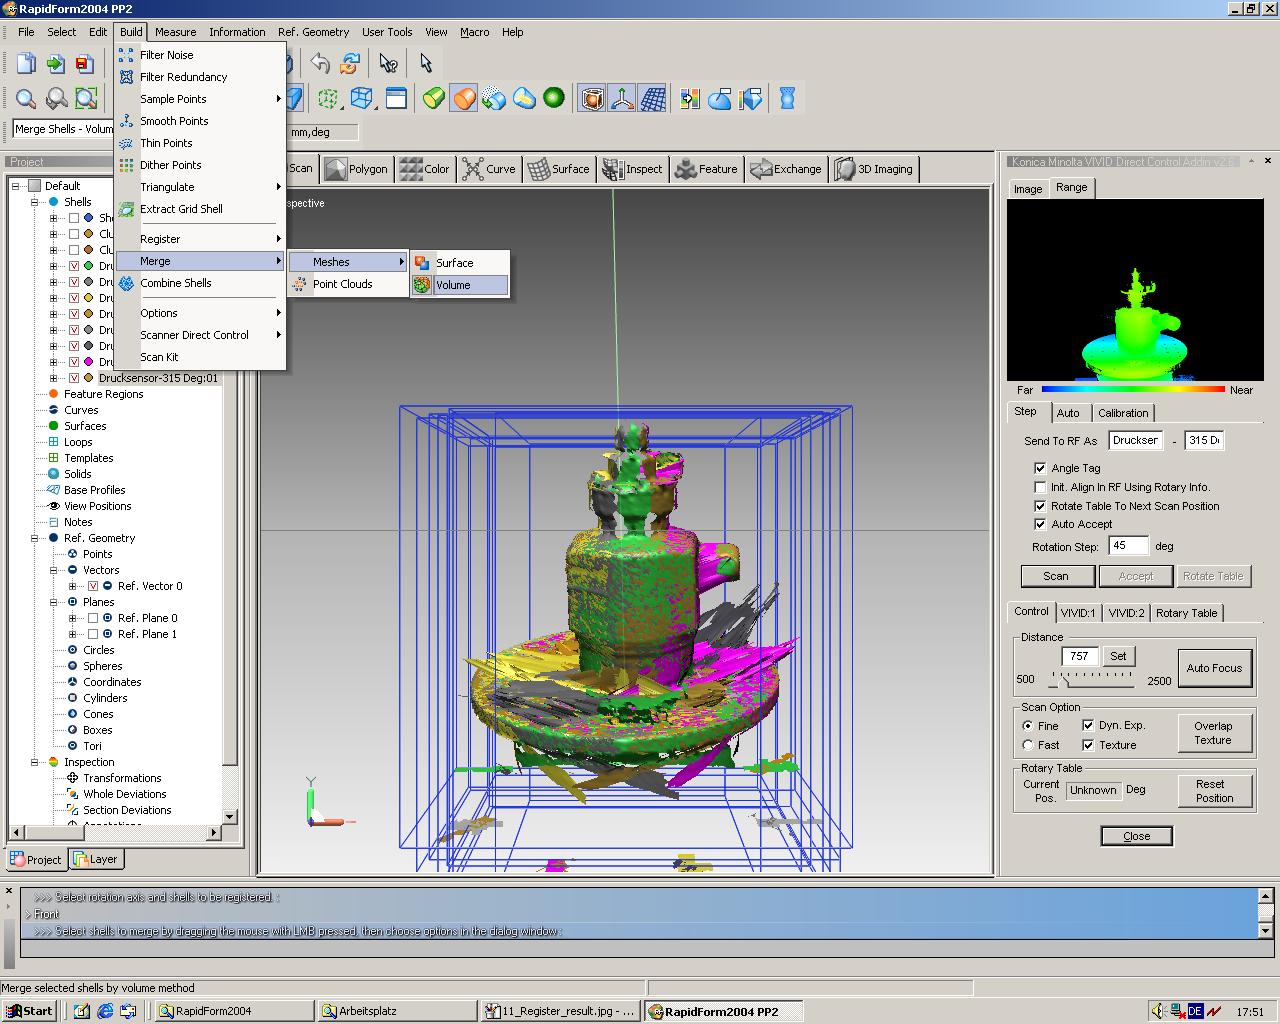 RapidForm2004 PP2
File Select Edit Build Measure Information Ref. Geometry User Tools View Macro Help
Filter Noise
Filter Redundancy
Sample Points
Smooth Points
Thin Points
Dither Points
Triangulate
Extract Grid Shell
Register
Merge
Combine Shells
Options
Scanner Direct Control
Scan Kit
Meshes
Point Clouds
Surface
Volume
Merge Shells - Volum
mm,deg
Scan Polygon Color Curve Surface Inspect Feature Exchange 3D Imaging
spective
Project
Default
Shells
She
Clu
Clu
Dru
Dru
Dru
Dru
Dru
Dru
Dru
Drucksensor-315 Deg:01
Feature Regions
Curves
Surfaces
Loops
Templates
Solids
Base Profiles
View Positions
Notes
Ref. Geometry
Points
Vectors
Ref. Vector 0
Planes
Ref. Plane 0
Ref. Plane 1
Circles
Spheres
Coordinates
Cylinders
Cones
Boxes
Tori
Inspection
Transformations
Whole Deviations
Section Deviations
Project Layer
Y
Konica Minolta VIVID Direct Control Addin v2.6
Image Range
Far Near
Step Auto Calibration
Send To RF As Druckser - 315 D
Angle Tag
Init. Align In RF Using Rotary Info.
Rotate Table To Next Scan Position
Auto Accept
Rotation Step: 45 deg
Scan Accept Rotate Table
Control VIVID:1 VIVID:2 Rotary Table
Distance
757 Set
500 2500
Auto Focus
Scan Option
Fine Dyn. Exp.
Fast Texture
Overlap Texture
Rotary Table
Current Pos. Unknown Deg
Reset Position
Close
>>> Select rotation axis and shells to be registered. :
> Front
>>> Select shells to merge by dragging the mouse with LMB pressed, then choose options in the dialog window :
Merge selected shells by volume method
Start RapidForm2004 Arbeitsplatz 11_Register_result.jpg - ... RapidForm2004 PP2 DE 17:51